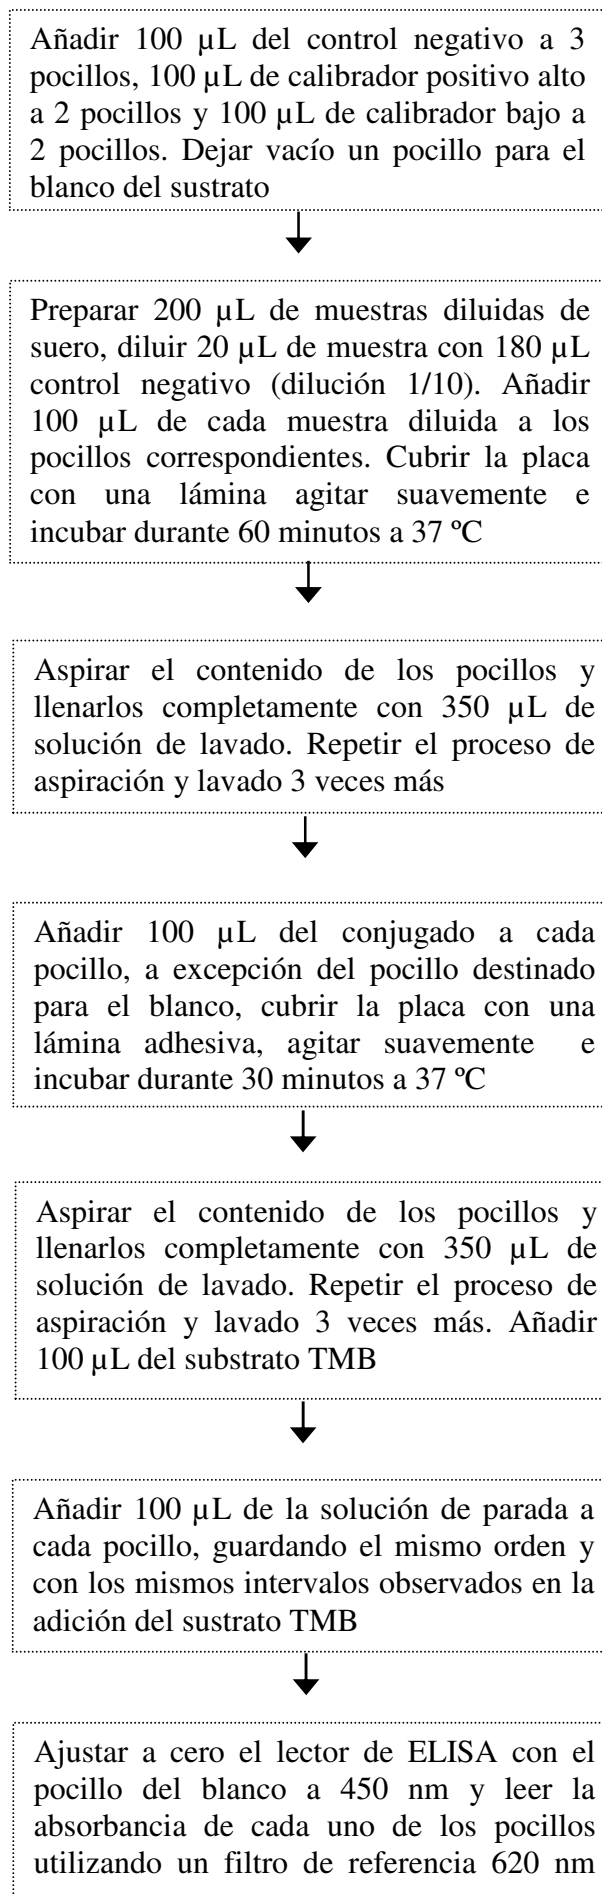 Añadir 100 µL del control negativo a 3
pocillos, 100 µL de calibrador positivo alto
a 2 pocillos y 100 µL de calibrador bajo a
2 pocillos. Dejar vacío un pocillo para el
blanco del sustrato
Preparar 200 µL de muestras diluidas de
suero, diluir 20 µL de muestra con 180 µL
control negativo (dilución 1/10). Añadir
100 µL de cada muestra diluida a los
pocillos correspondientes. Cubrir la placa
con una lámina agitar suavemente e
incubar durante 60 minutos a 37 ºC
Aspirar el contenido de los pocillos y
llenarlos completamente con 350 µL de
solución de lavado. Repetir el proceso de
aspiración y lavado 3 veces más
Añadir 100 µL del conjugado a cada
pocillo, a excepción del pocillo destinado
para el blanco, cubrir la placa con una
lámina adhesiva, agitar suavemente e
incubar durante 30 minutos a 37 ºC
Aspirar el contenido de los pocillos y
llenarlos completamente con 350 µL de
solución de lavado. Repetir el proceso de
aspiración y lavado 3 veces más. Añadir
100 µL del substrato TMB
Añadir 100 µL de la solución de parada a
cada pocillo, guardando el mismo orden y
con los mismos intervalos observados en la
adición del sustrato TMB
Ajustar a cero el lector de ELISA con el
pocillo del blanco a 450 nm y leer la
absorbancia de cada uno de los pocillos
utilizando un filtro de referencia 620 nm